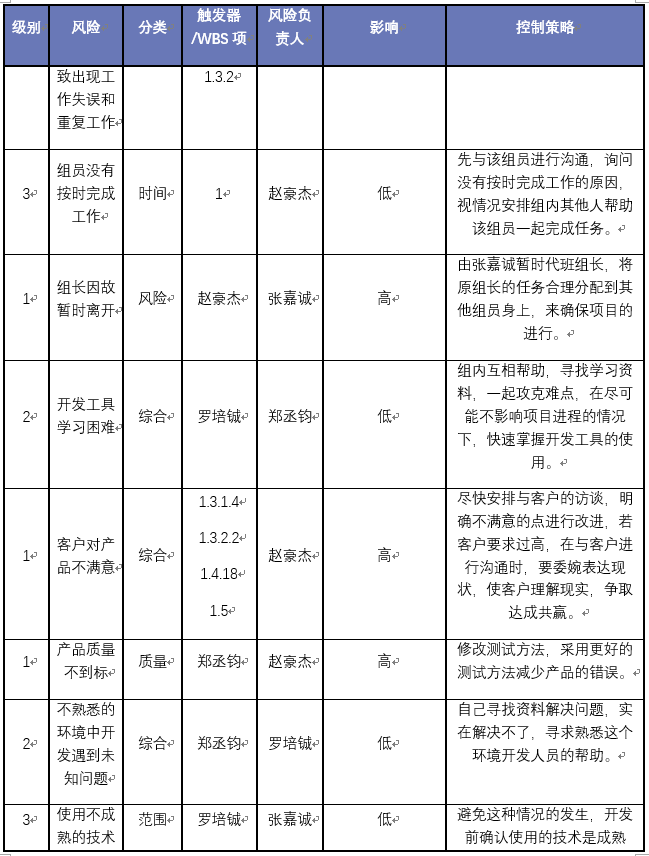 级别 风险 分类 触发器/WBS 项 风险负责人 影响 控制策略
致出现工
作失误和
重复工作
1.3.2
3
组员没有
按时完成
工作
时间
1
赵豪杰
低
先与该组员进行沟通，询问
没有按时完成工作的原因，
视情况安排组内其他人帮助
该组员一起完成任务。
1
组长因故
暂时离开
风险
赵豪杰
张嘉诚
高
由张嘉诚暂时代班组长，将
原组长的任务合理分配到其
他组员身上，来确保项目的
进行。
2
开发工具
学习困难
综合
罗培铖
郑丞钧
低
组内互相帮助，寻找学习资
料，一起攻克难点，在尽可
能不影响项目进程的情况
下，快速掌握开发工具的使
用。
1
客户对产
品不满意
综合
1.3.1.4
1.3.2.2
1.4.18
1.5
赵豪杰
高
尽快安排与客户的访谈，明
确不满意的点进行改进，若
客户要求过高，在与客户进
行沟通时，要委婉表达现
状，使客户理解现实，争取
达成共赢。
1
产品质量
不到标
质量
郑丞钧
赵豪杰
高
修改测试方法，采用更好的
测试方法减少产品的错误。
2
不熟悉的
环境中开
发遇到未
知问题
综合
郑丞钧
罗培铖
低
自己寻找资料解决问题，实
在解决不了，寻求熟悉这个
环境开发人员的帮助。
3
使用不成
熟的技术
范围
罗培铖
张嘉诚
低
避免这种情况的发生，开发
前确认使用的技术是成熟